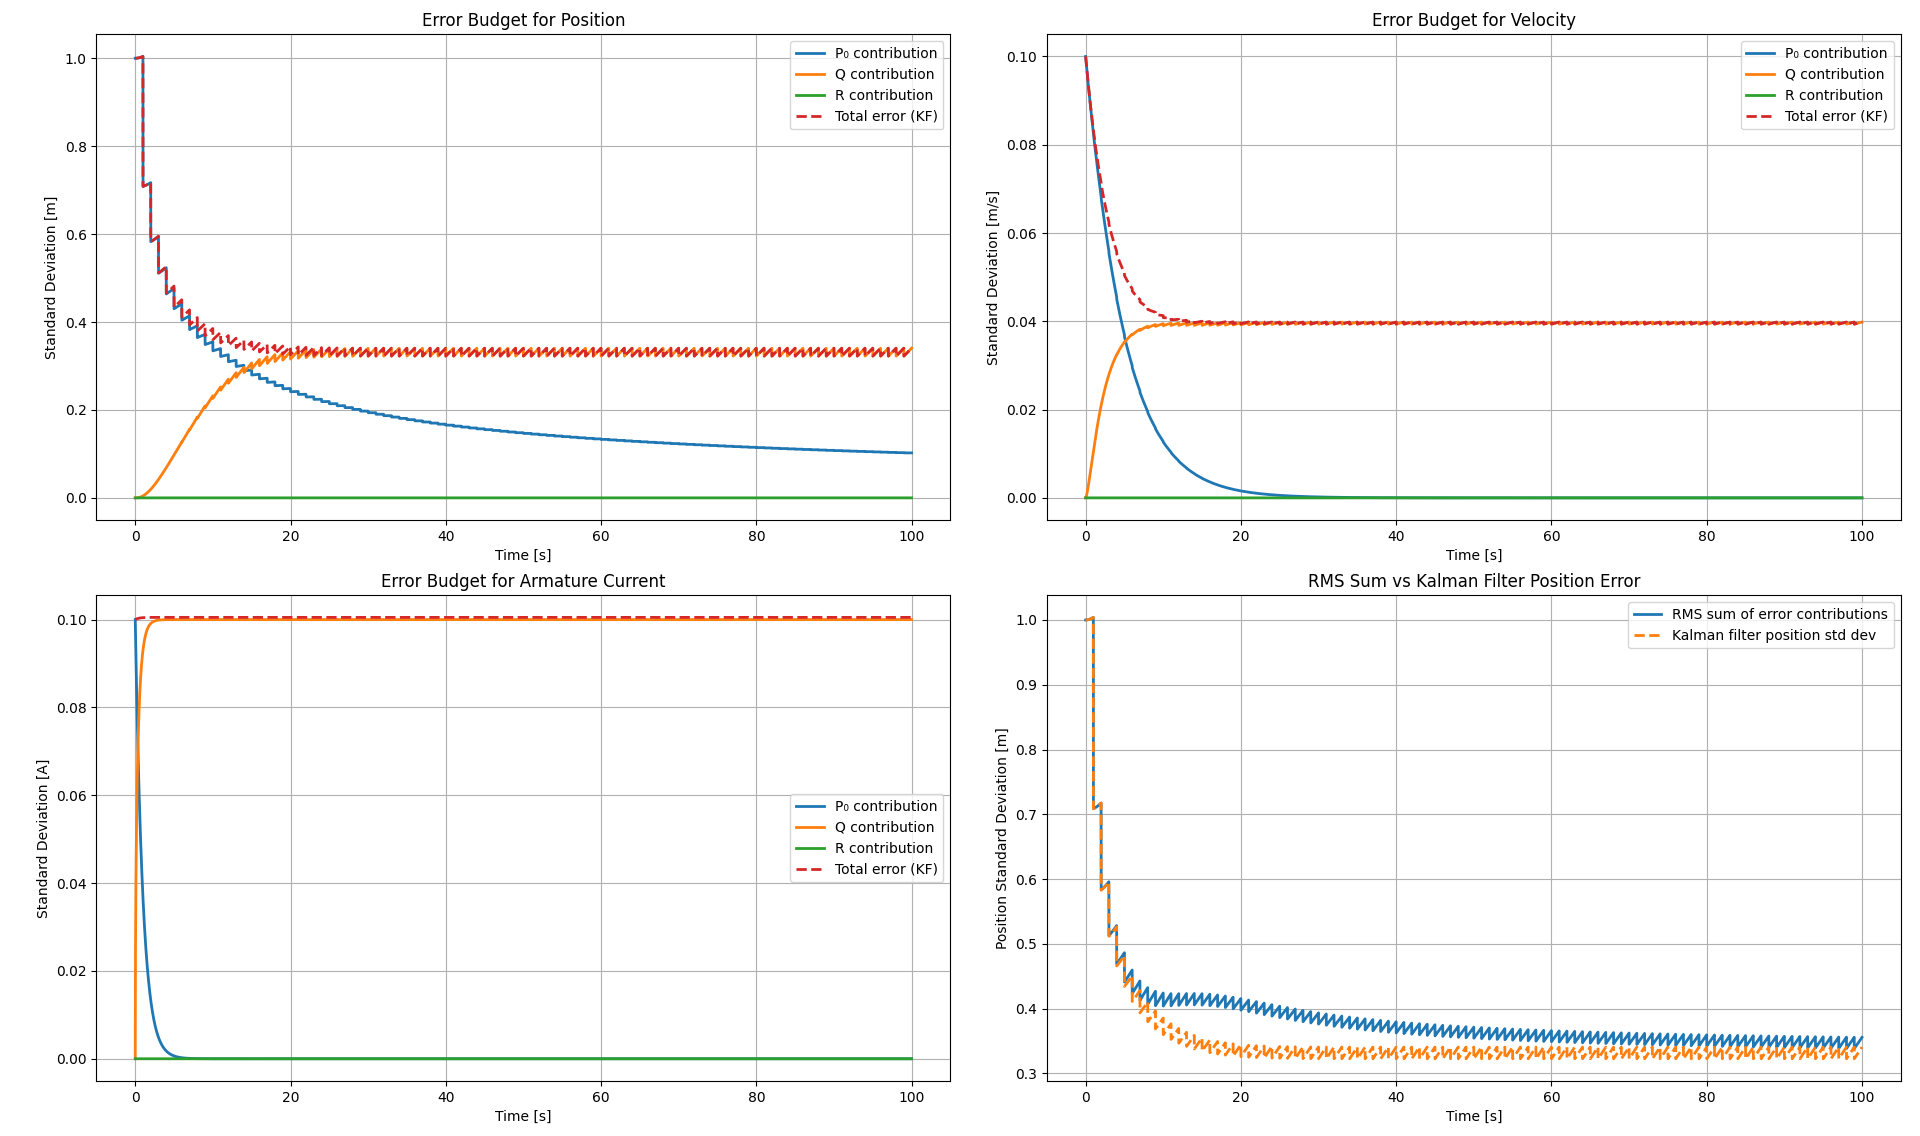 Error Budget for Position
Standard Deviation [m]
1.0
0.8
0.6
0.4
0.2
0.0
P₀ contribution
Q contribution
R contribution
Total error (KF)
0 20 40 60 80 100
Time [s]
Error Budget for Velocity
Standard Deviation [m/s]
0.10
0.08
0.06
0.04
0.02
0.00
P₀ contribution
Q contribution
R contribution
Total error (KF)
0 20 40 60 80 100
Time [s]
Error Budget for Armature Current
Standard Deviation [A]
0.10
0.08
0.06
0.04
0.02
0.00
P₀ contribution
Q contribution
R contribution
Total error (KF)
0 20 40 60 80 100
Time [s]
RMS Sum vs Kalman Filter Position Error
Position Standard Deviation [m]
1.0
0.9
0.8
0.7
0.6
0.5
0.4
0.3
RMS sum of error contributions
Kalman filter position std dev
0 20 40 60 80 100
Time [s]